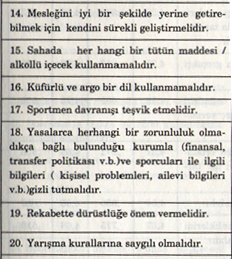 14. Mesleğini iyi bir şekilde yerine getire-
bilmek için kendini sürekli geliştirmelidir.
15. Sahada her hangi bir tütün maddesi /
alkollü içecek kullanmamalıdır.
16. Küfürlü ve argo bir dil kullanmamalıdır.
17. Sportmen davranışı teşvik etmelidir.
18. Yasalarca herhangi bir zorunluluk olma-
dıkça bağlı bulunduğu kurumla (finansal,
transfer politikası v.b.)ve sporcuları ile ilgili
bilgileri ( kişisel problemleri, ailevi bilgileri
v.b.)gizli tutmalıdır.
19. Rekabette dürüstlüğe önem vermelidir.
20. Yarışma kurallarına saygılı olmalıdır.